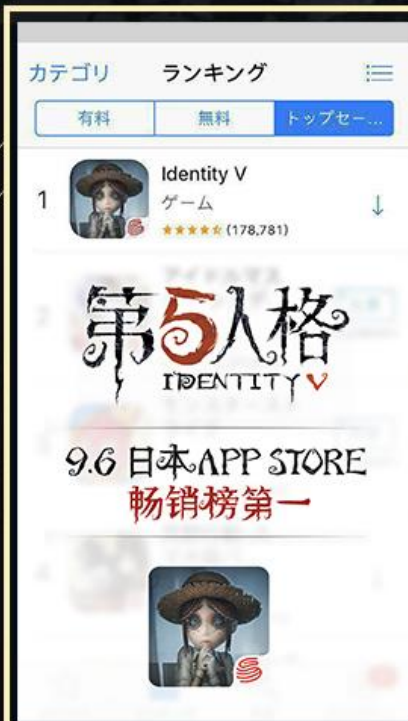 カテゴリ ランキング
有料 無料 トップセー...
1 Identity V
ゲーム
(178,781)
第5人格
IDENTITY V
9.6 日本APP STORE
畅销榜第一